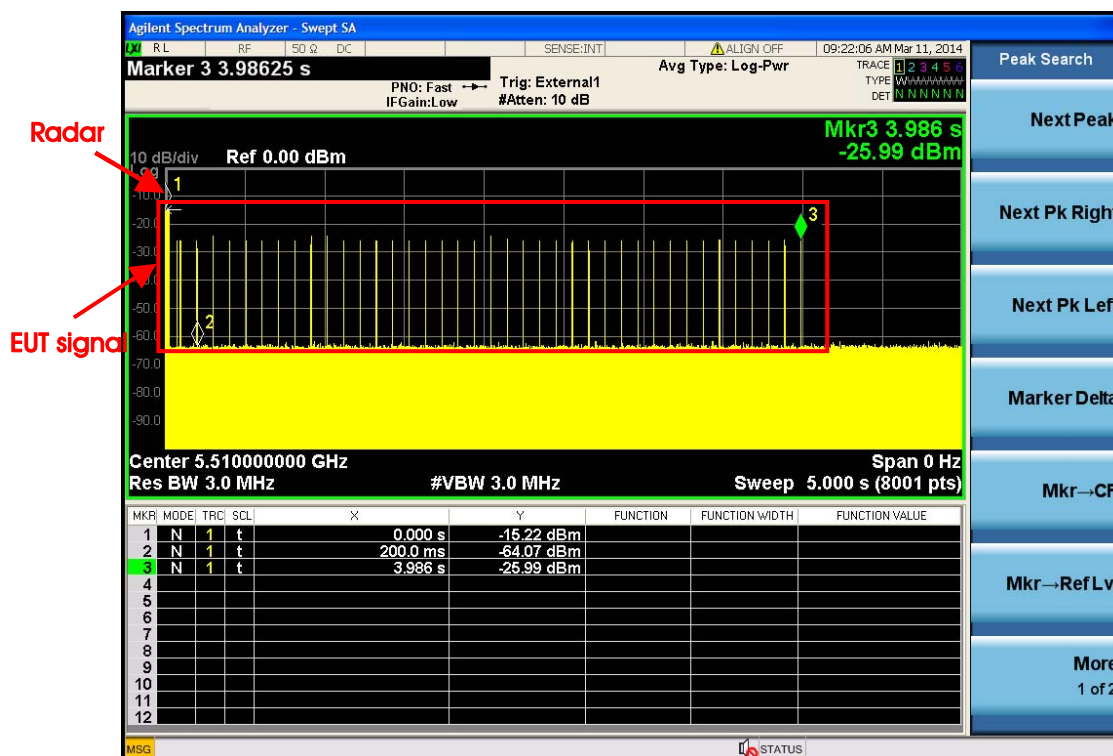 Agilent Spectrum Analyzer - Swept SA
LXI RL RF 50 Ω DC SENSE:INT ALIGN OFF 09:22:06 AM Mar 11, 2014
Peak Search
Marker 3 3.98625 s
Avg Type: Log-Pwr
TRACE 1 2 3 4 5 6
PNO: Fast
Trig: External1
TYPE
IFGain:Low
#Atten: 10 dB
DET N N N N N N
Next Peak
Radar
Mkr3 3.986 s
10 dB/div Ref 0.00 dBm
-25.99 dBm
Log
1
-10.0
-20.0
3
Next Pk Right
-30.0
-50.0
2
-60.0
Next Pk Left
EUT signal
-70.0
-80.0
-90.0
Marker Delta
Center 5.510000000 GHz
Span 0 Hz
Res BW 3.0 MHz
#VBW 3.0 MHz
Sweep 5.000 s (8001 pts)
Mkr→CF
MKR MODE TRC SCL X Y FUNCTION FUNCTION WIDTH FUNCTION VALUE
1 N 1 t 0.000 s -15.22 dBm
2 N 1 t 200.0 ms -64.07 dBm
3 N 1 t 3.986 s -25.99 dBm
4
5
6
7
8
9
10
11
12
Mkr→Ref Lv
More
1 of 2
MSG
STATUS